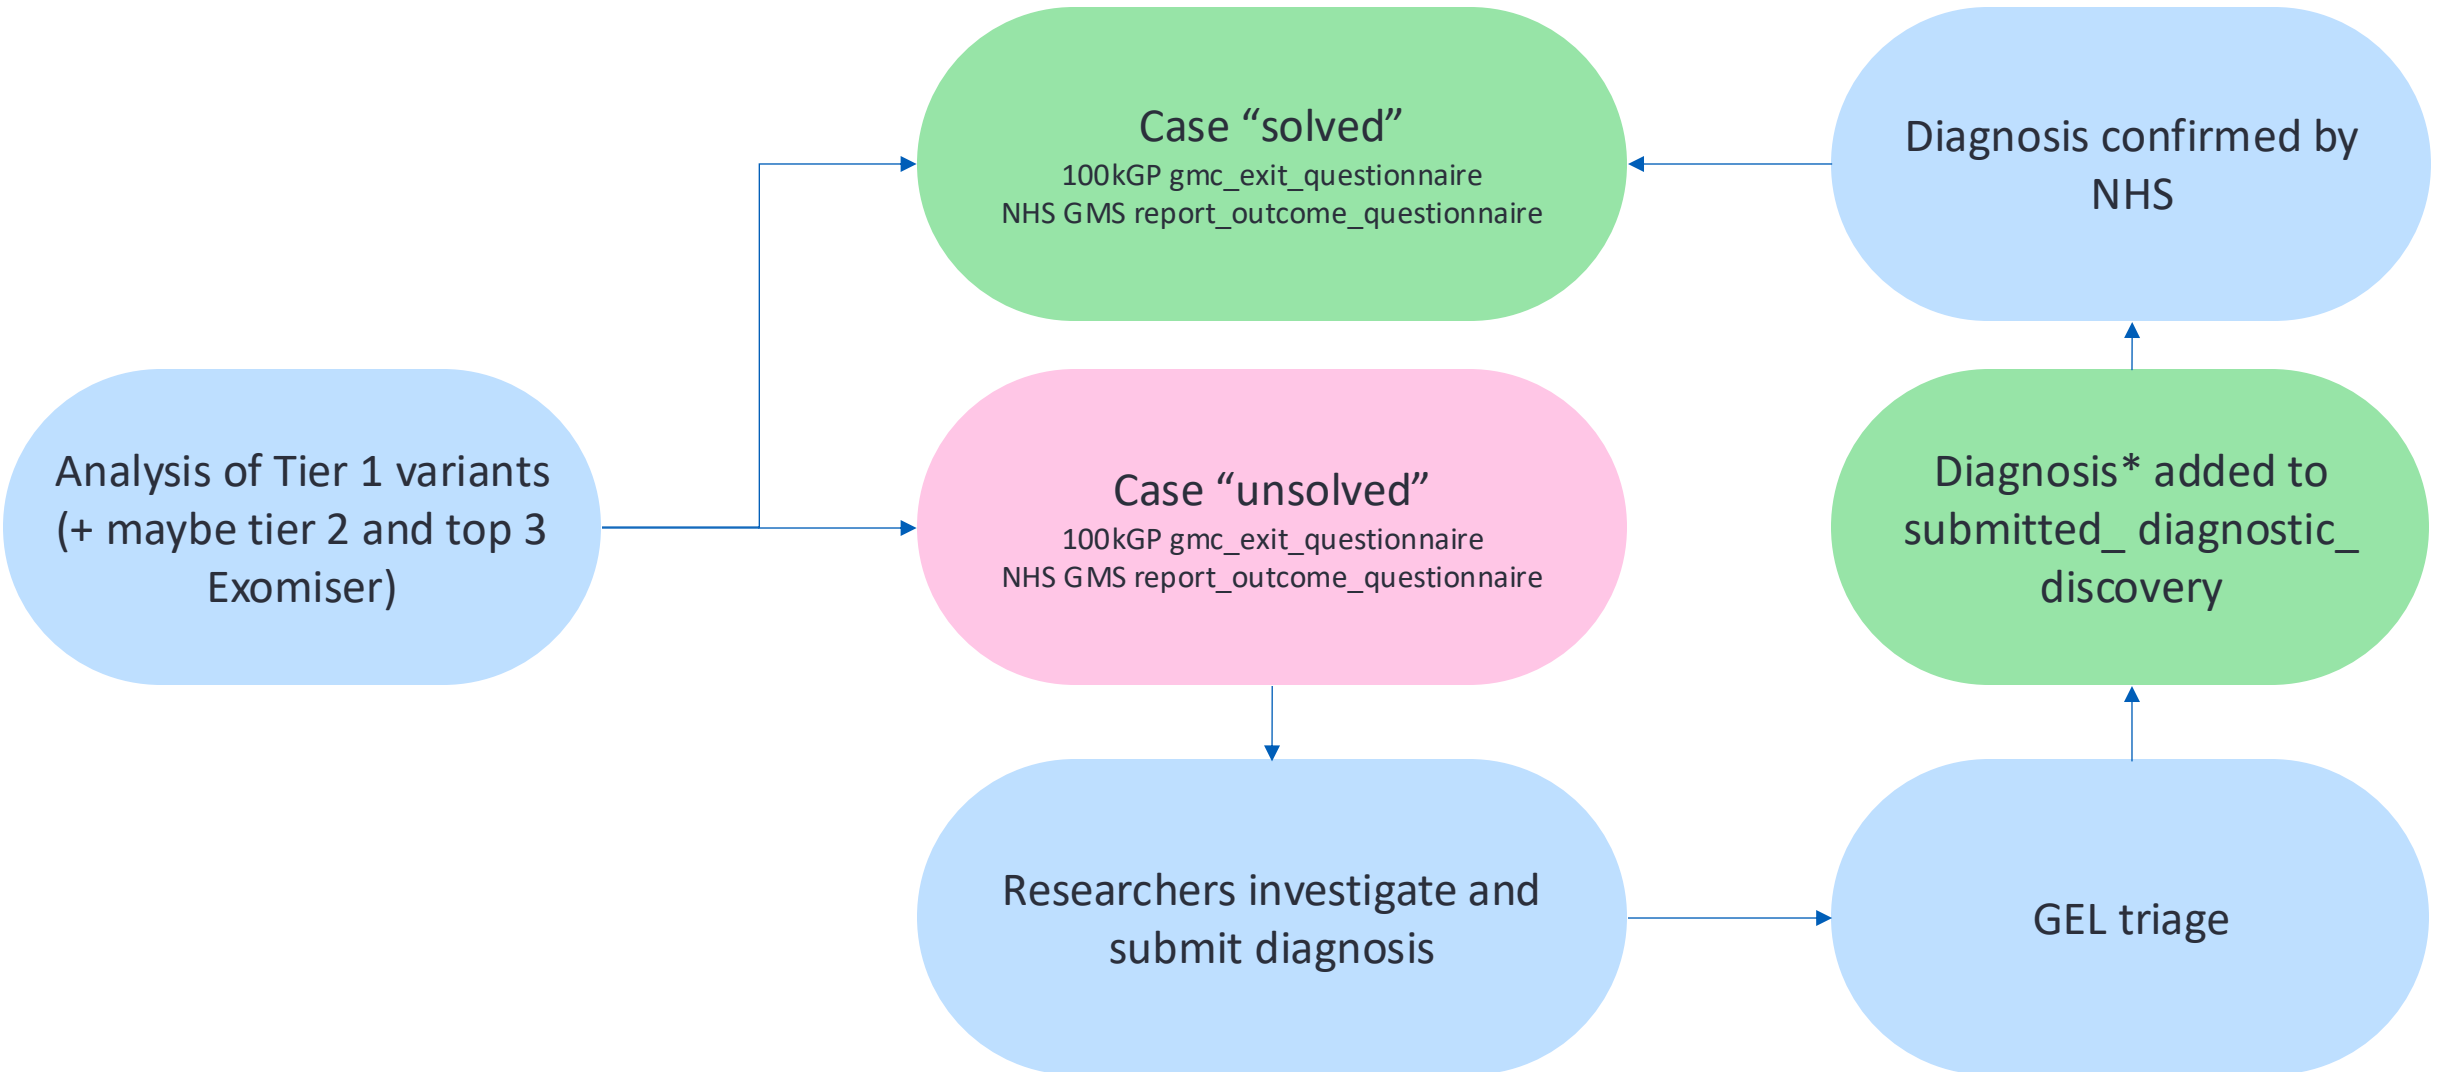 Case “solved”
100kGP gmc_exit_questionnaire
NHS GMS report_outcome_questionnaire
Diagnosis confirmed by
NHS
Analysis of Tier 1 variants
(+ maybe tier 2 and top 3
Exomiser)
Case “unsolved”
100kGP gmc_exit_questionnaire
NHS GMS report_outcome_questionnaire
Diagnosis* added to
submitted_ diagnostic_
discovery
Researchers investigate and
submit diagnosis
GEL triage